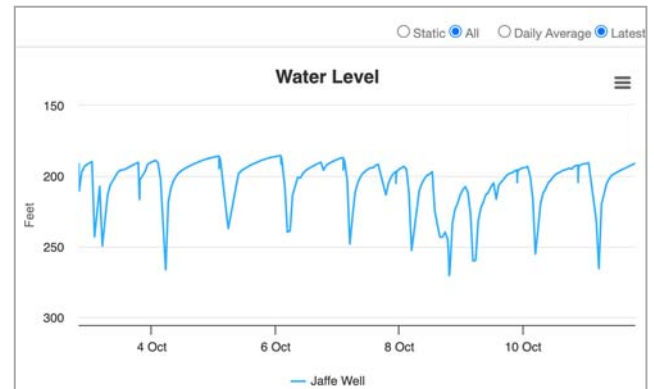 Static All Daily Average Latest
Water Level
150
200
250
300
Feet
4 Oct 6 Oct 8 Oct 10 Oct
Jaffe Well